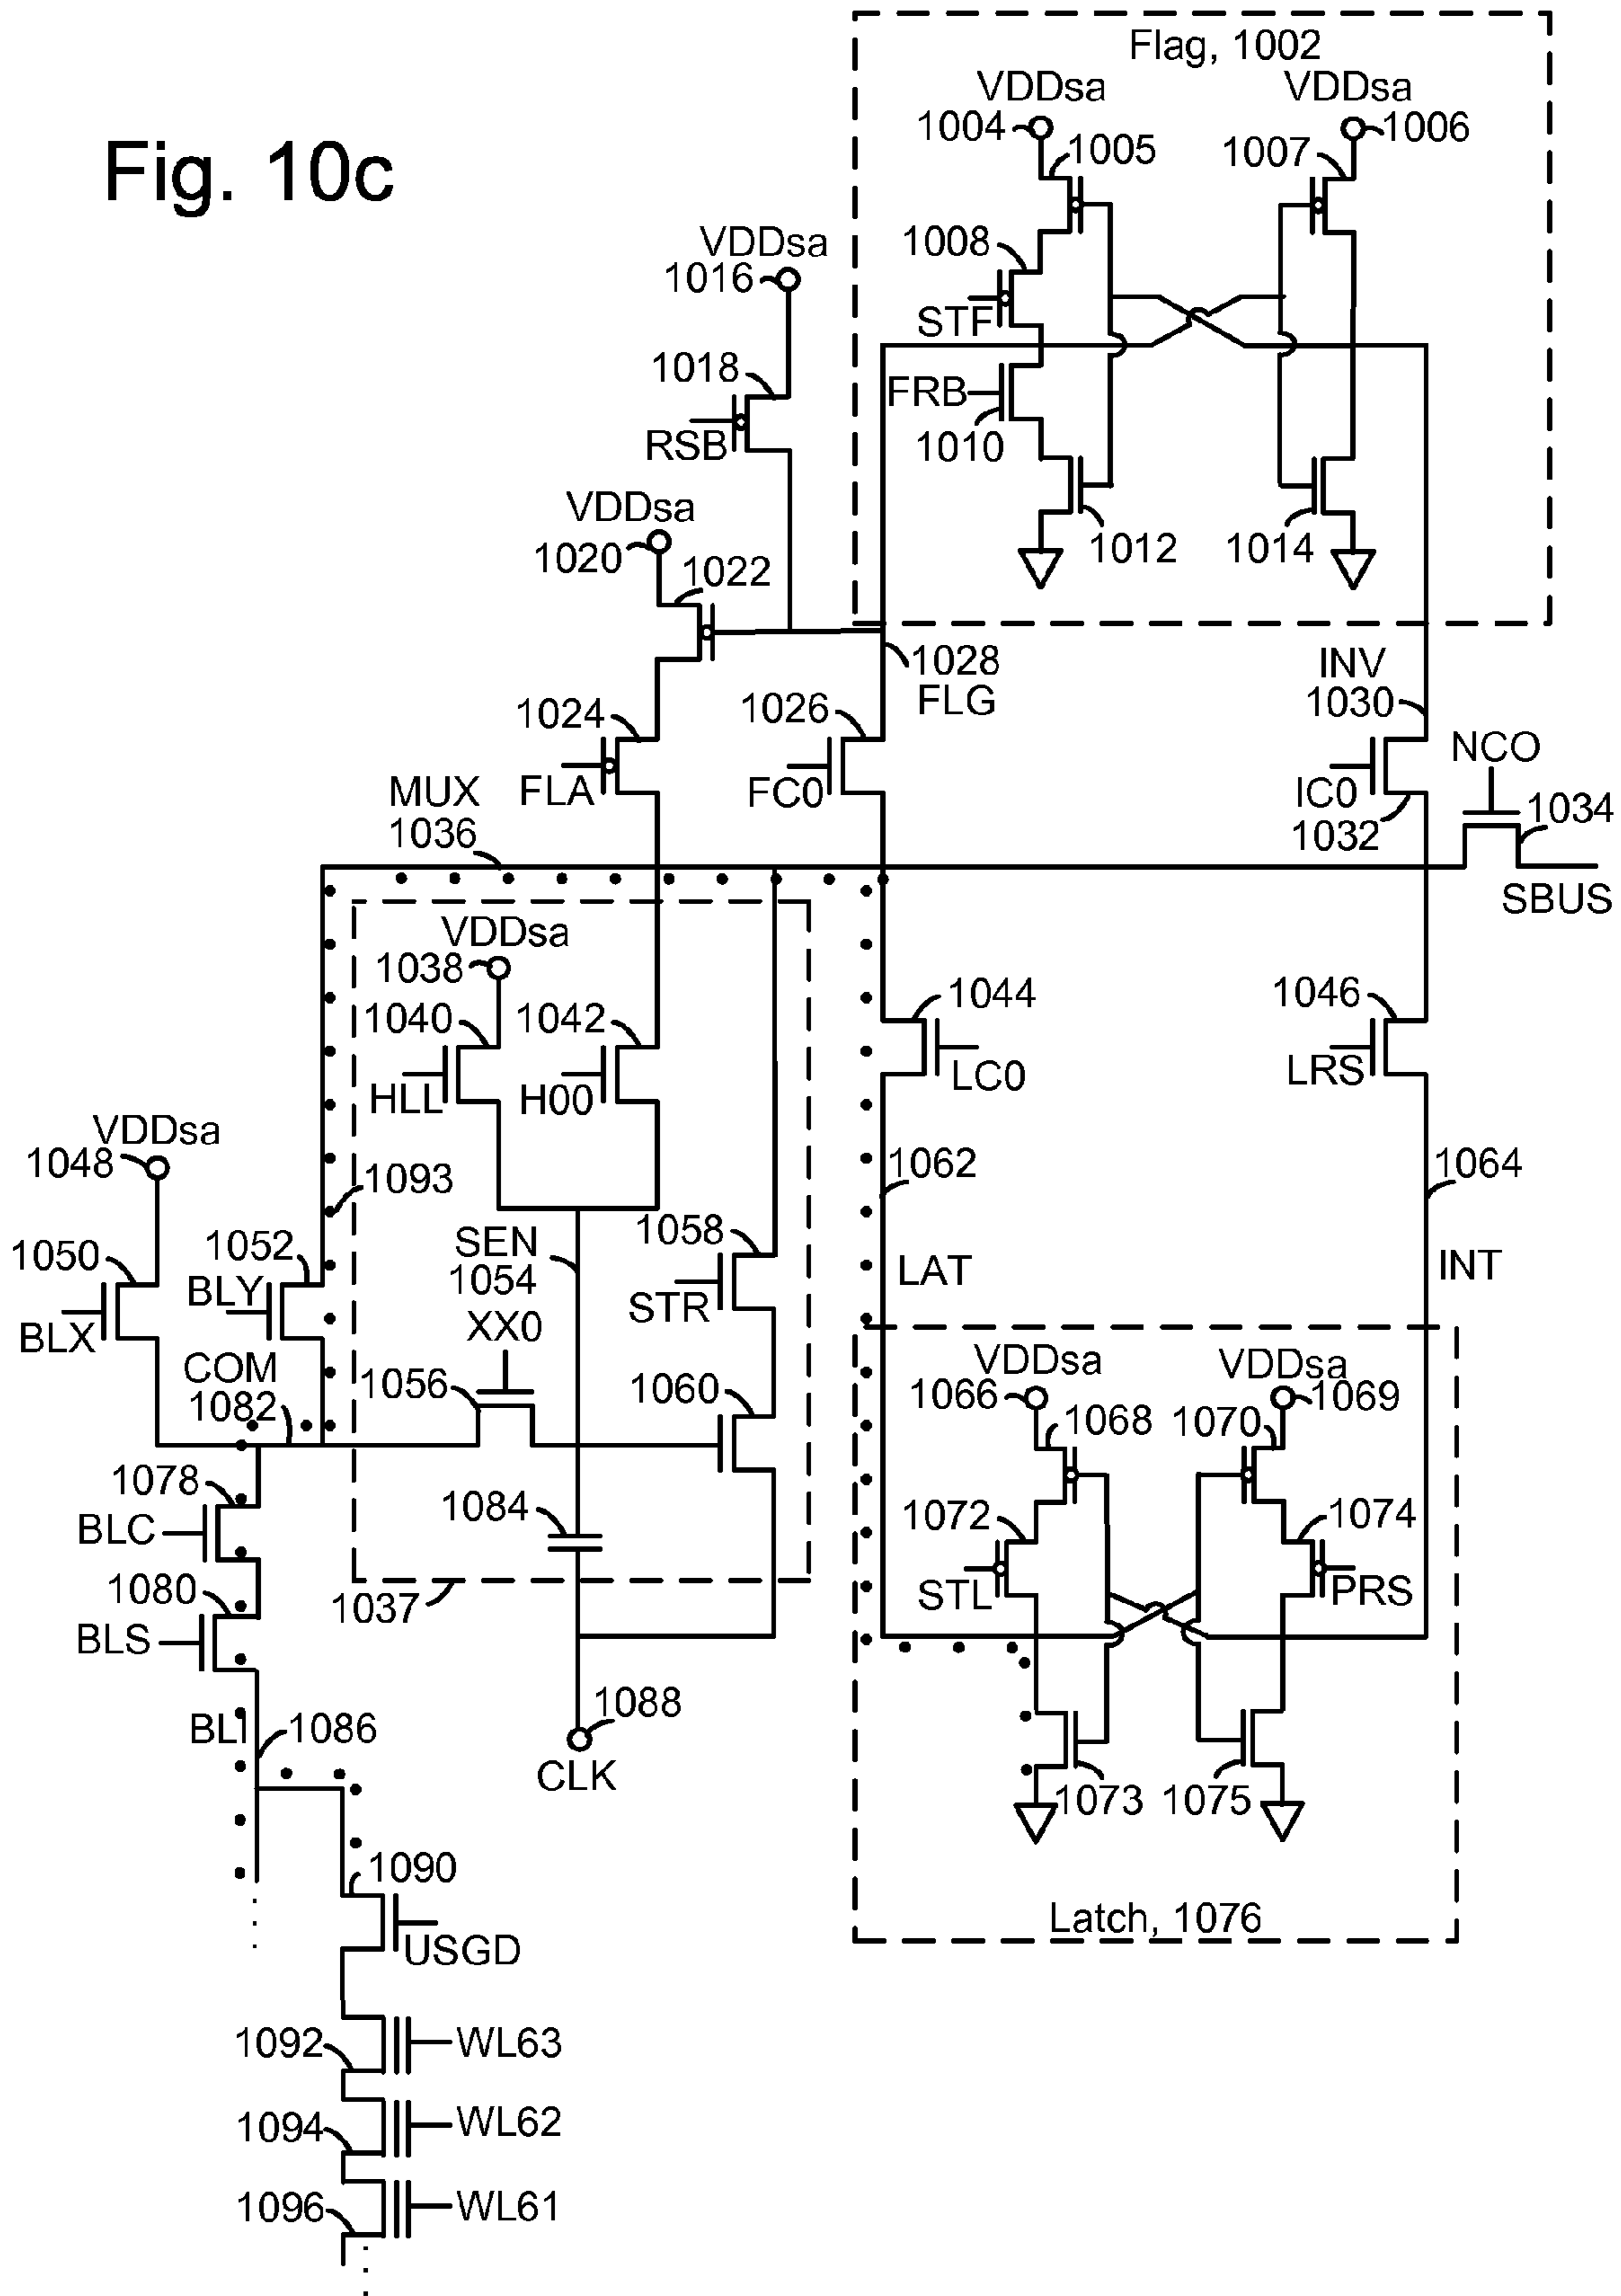 Fig. 10c
Flag, 1002
VDDsa
1004
1005
VDDsa
1006
1007
1008
STF
FRB
1010
1012
1014
VDDsa
1016
1018
RSB
VDDsa
1020
1022
1028
FLG
INV
1030
1024
FLA
1026
FC0
IC0
1032
NCO
1034
SBUS
MUX
1036
VDDsa
1038
1040
1042
HLL
H00
1044
LC0
1046
LRS
VDDsa
1048
1093
1062
1064
1050
BLX
1052
BLY
SEN
1054
XX0
1058
STR
LAT
INT
COM
1082
1056
1060
VDDsa
1066
1068
VDDsa
1069
1070
1078
BLC
1084
1072
STL
1074
PRS
1080
BLS
1037
BLI
1086
1088
CLK
1073
1075
1090
USGD
Latch, 1076
1092
WL63
1094
WL62
1096
WL61